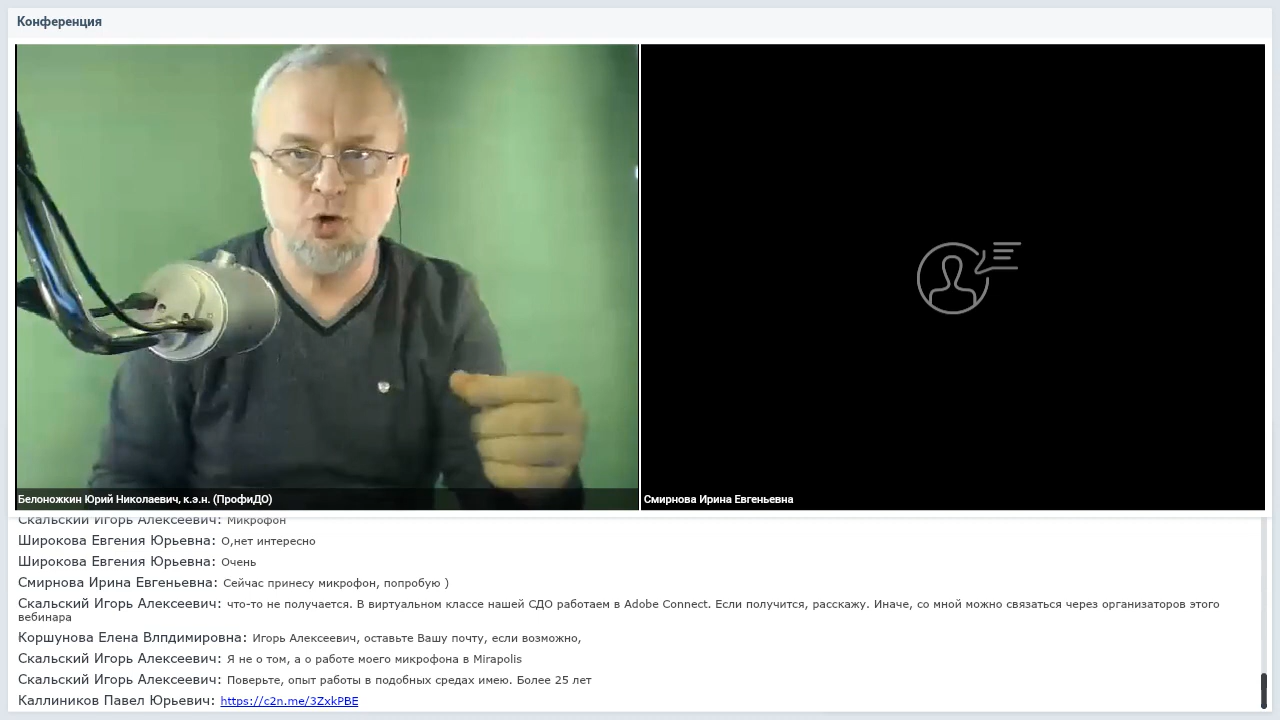 Конференция
Белоножкин Юрий Николаевич, к.э.н. (ПрофиДО)
Смирнова Ирина Евгеньевна
Скальский Игорь Алексеевич: Микрофон
Широкова Евгения Юрьевна: О,нет интересно
Широкова Евгения Юрьевна: Очень
Смирнова Ирина Евгеньевна: Сейчас принесу микрофон, попробую )
Скальский Игорь Алексеевич: что-то не получается. В виртуальном классе нашей СДО работаем в Adobe Connect. Если получится, расскажу. Иначе, со мной можно связаться через организаторов этого
вебинара
Коршунова Елена Влпдимировна: Игорь Алексеевич, оставьте Вашу почту, если возможно,
Скальский Игорь Алексеевич: Я не о том, а о работе моего микрофона в Mirapolis
Скальский Игорь Алексеевич: Поверьте, опыт работы в подобных средах имею. Более 25 лет
Каллиников Павел Юрьевич: https://c2n.me/3ZxkPBE